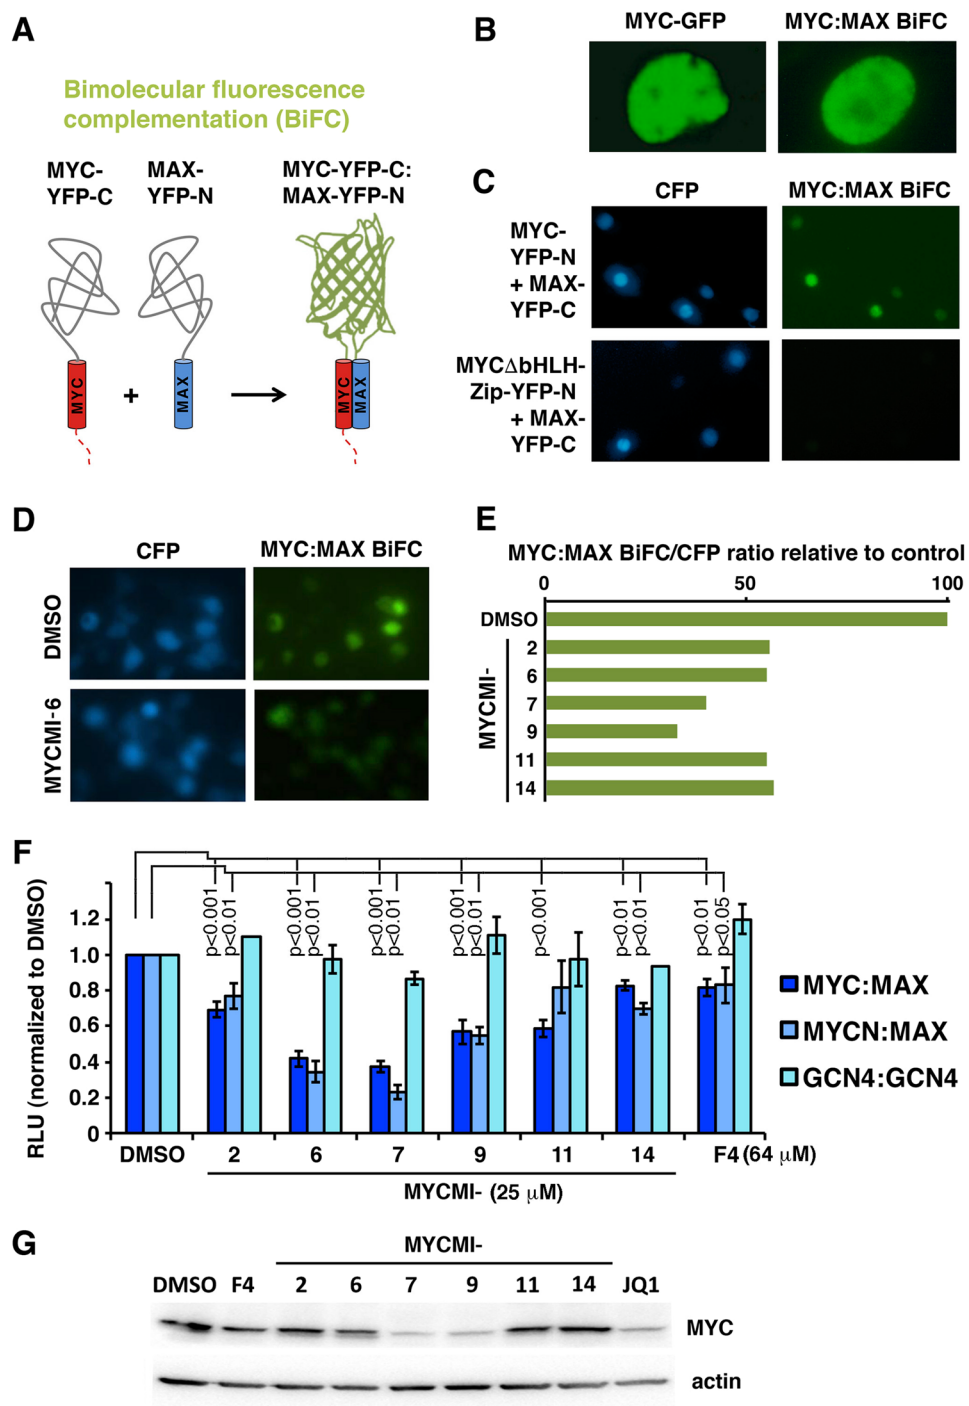 A
Bimolecular fluorescence
complementation (BiFC)
MYC-
YFP-C
MAX-
YFP-N
MYC-YFP-C:
MAX-YFP-N
MYC
+
MAX
MYC
MAX
B
MYC-GFP
MYC:MAX BiFC
C
CFP
MYC:MAX BiFC
MYC-
YFP-N
+ MAX-
YFP-C
MYCΔbHLH-
Zip-YFP-N
+ MAX-
YFP-C
D
CFP
MYC:MAX BiFC
DMSO
MYCMI-6
E
MYC:MAX BiFC/CFP ratio relative to control
0 50 100
DMSO
MYCMI-
2
6
7
9
11
14
F
RLU (normalized to DMSO)
1.2
1.0
0.8
0.6
0.4
0.2
0
p<0.001
p<0.01
p<0.001
p<0.01
p<0.001
p<0.01
p<0.001
p<0.01
p<0.001
p<0.01
p<0.01
p<0.01
p<0.05
MYC:MAX
MYCN:MAX
GCN4:GCN4
DMSO 2 6 7 9 11 14 F4 (64 μM)
MYCMI- (25 μM)
G
MYCMI-
DMSO F4 2 6 7 9 11 14 JQ1
MYC
actin